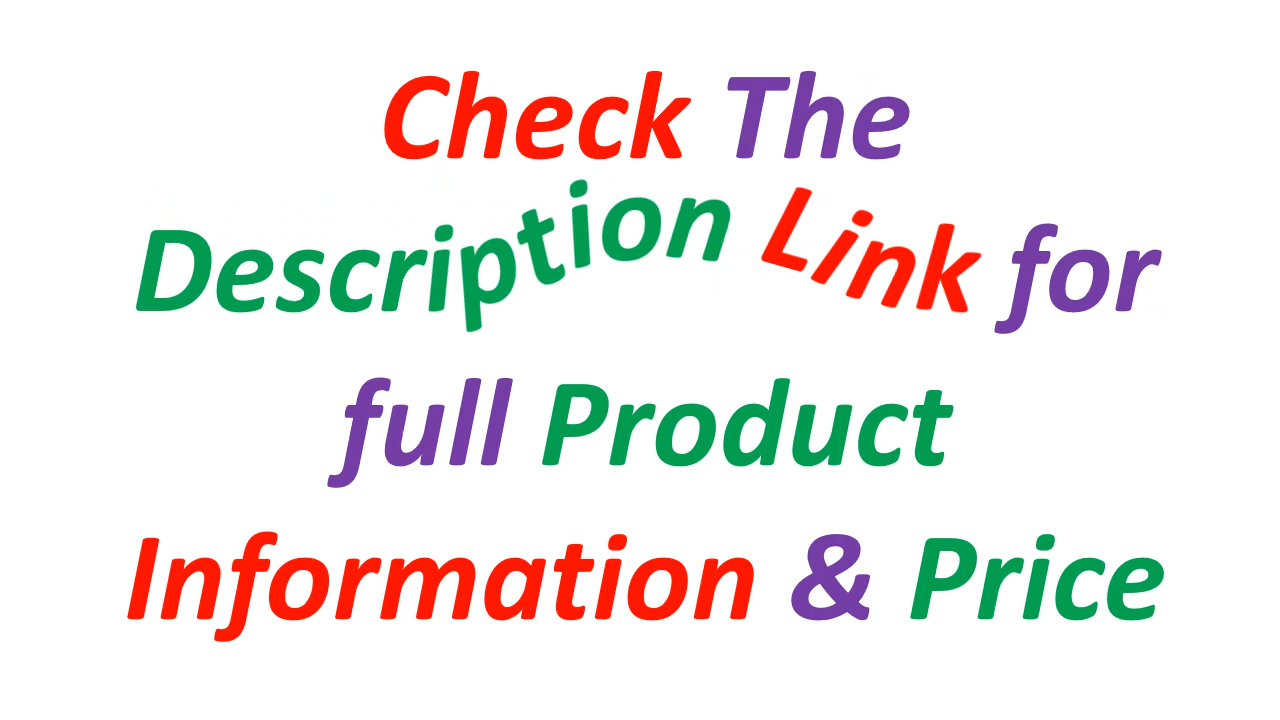 Check The
Description Link for
full Product
Information & Price